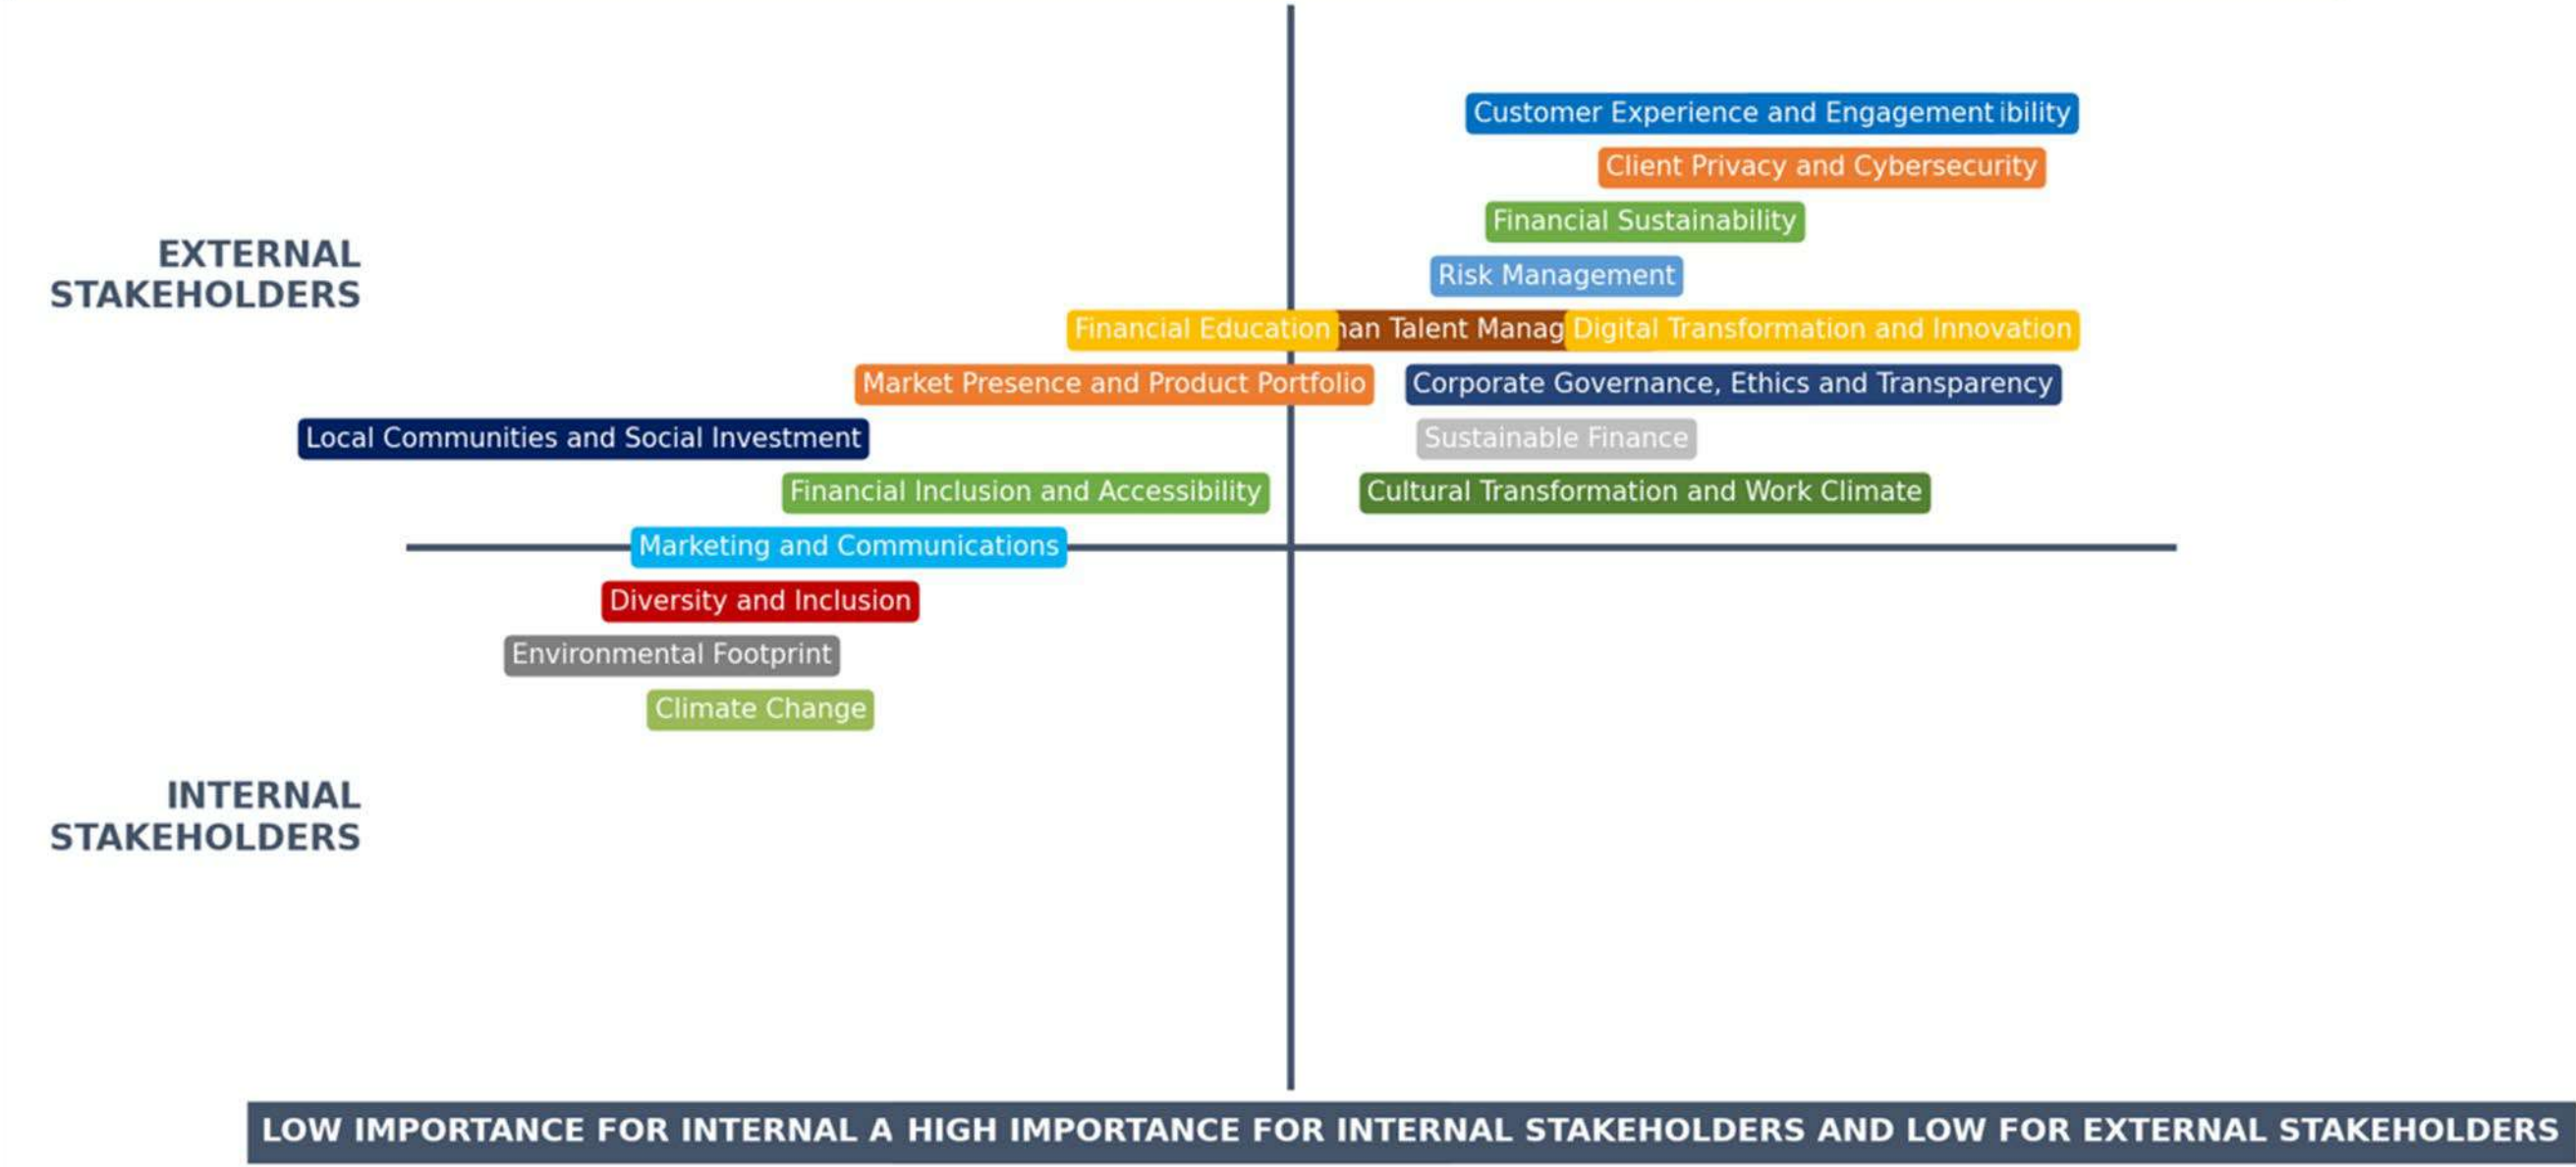 Customer Experience and Engagement ibility
Client Privacy and Cybersecurity
Financial Sustainability
EXTERNAL
STAKEHOLDERS
Risk Management
Financial Education Talent Digital Transformation and Innovation
Market Presence and Product Portfolio
Corporate Governance, Ethics and Transparency
Local Communities and Social Investment
Sustainable Finance
Financial Inclusion and Accessibility
Cultural Transformation and Work Climate
Marketing and Communications
Diversity and Inclusion
Environmental Footprint
Climate Change
INTERNAL
STAKEHOLDERS
LOW IMPORTANCE FOR INTERNAL A HIGH IMPORTANCE FOR INTERNAL STAKEHOLDERS AND LOW FOR EXTERNAL STAKEHOLDERS